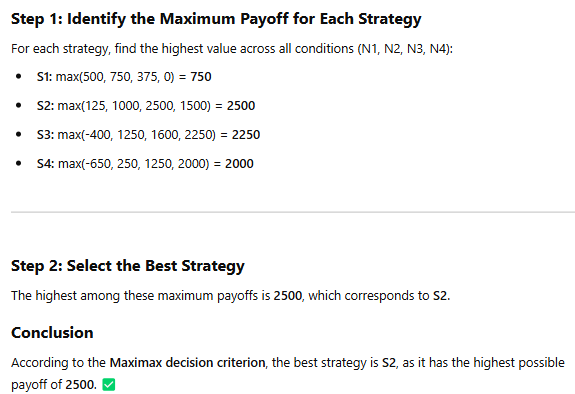 Step 1: Identify the Maximum Payoff for Each Strategy
For each strategy, find the highest value across all conditions (N1, N2, N3, N4):
• S1: max(500, 750, 375, 0) = 750
• S2: max(125, 1000, 2500, 1500) = 2500
• S3: max(-400, 1250, 1600, 2250) = 2250
• S4: max(-650, 250, 1250, 2000) = 2000
Step 2: Select the Best Strategy
The highest among these maximum payoffs is 2500, which corresponds to S2.
Conclusion
According to the Maximax decision criterion, the best strategy is S2, as it has the highest possible
payoff of 2500. ✅